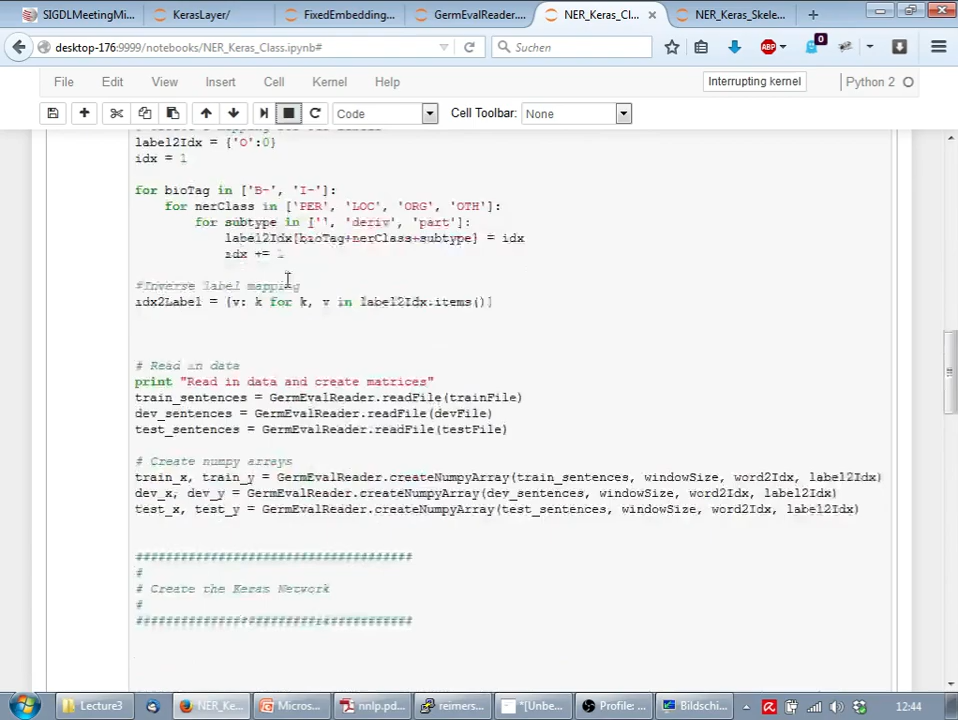 SIGDLMeetingMi...
KerasLayer/
FixedEmbedding...
GermEvalReader....
NER_Keras_Cl...
NER_Keras_Skele...
desktop-176:9999/notebooks/NER_Keras_Class.ipynb#
Suchen
ABP
0
File Edit View Insert Cell Kernel Help
Interrupting kernel
Python 2
Code
Cell Toolbar: None
label2Idx = {'O':0}
idx = 1
for bioTag in ['B-', 'I-']:
for nerClass in ['PER', 'LOC', 'ORG', 'OTH']:
for subtype in ['', 'deriv', 'part']:
label2Idx[bioTag+nerClass+subtype] = idx
idx += 1
#Inverse label mapping
idx2Label = {v: k for k, v in label2Idx.items()}
# Read in data
print "Read in data and create matrices"
train_sentences = GermEvalReader.readFile(trainFile)
dev_sentences = GermEvalReader.readFile(devFile)
test_sentences = GermEvalReader.readFile(testFile)
# Create numpy arrays
train_x, train_y = GermEvalReader.createNumpyArray(train_sentences, windowSize, word2Idx, label2Idx)
dev_x, dev_y = GermEvalReader.createNumpyArray(dev_sentences, windowSize, word2Idx, label2Idx)
test_x, test_y = GermEvalReader.createNumpyArray(test_sentences, windowSize, word2Idx, label2Idx)
#####################################
#
# Create the Keras Network
#
#####################################
Lecture3
NER_Ke...
Micros...
nnlp.pd...
reimers...
*[Unbe...
Profile: ...
Bildschi...
12:44